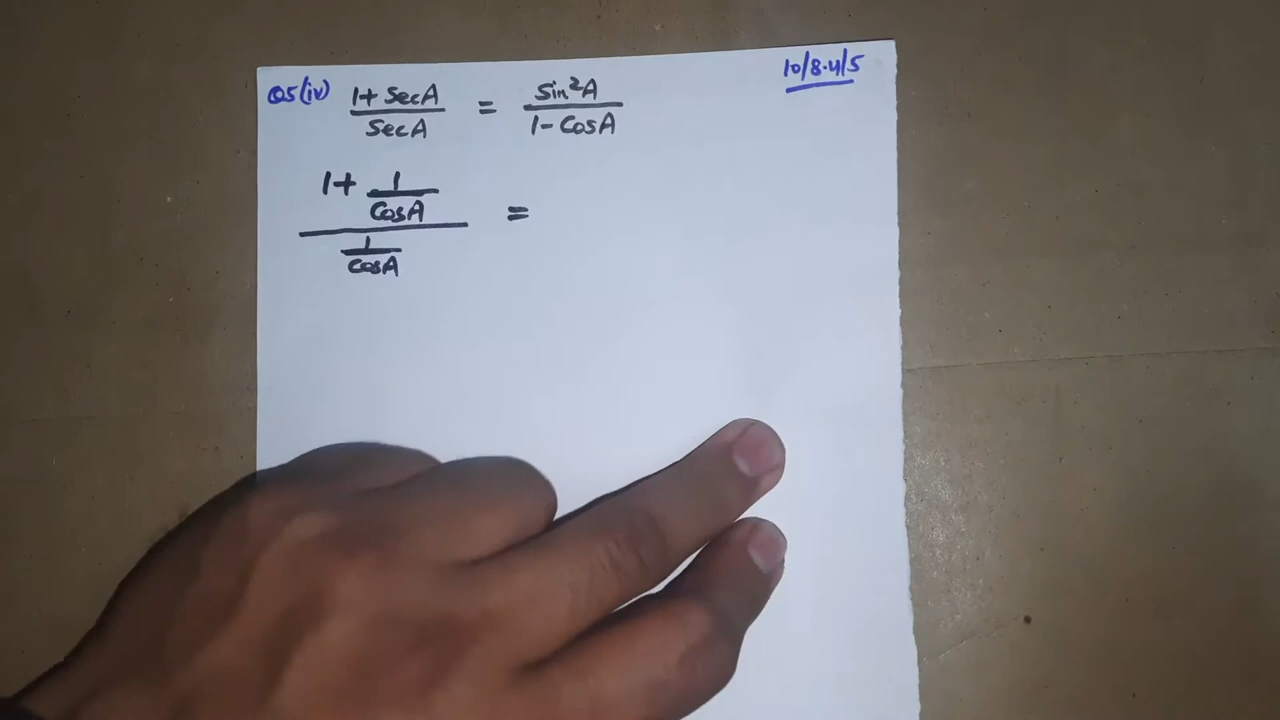 Q5(iv) (1 + SecA)/SecA = Sin²A/(1 - CosA) 10/8.4/5
(1 + 1/CosA)/(1/CosA) =